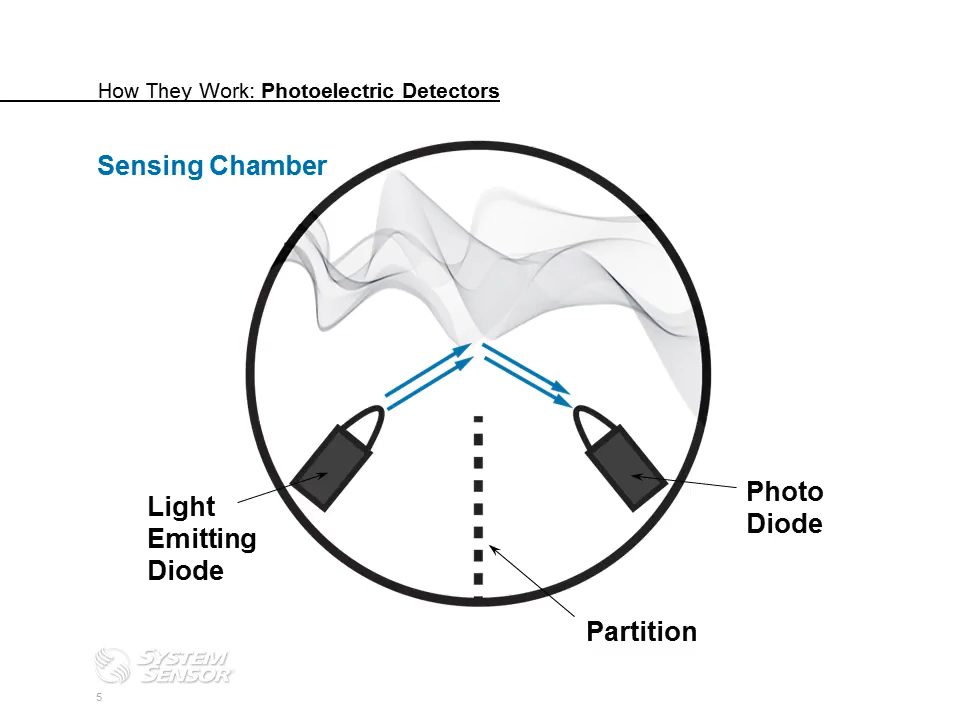 How They Work: Photoelectric Detectors
Sensing Chamber
Light
Emitting
Diode
Photo
Diode
Partition
SYSTEM
SENSOR
5